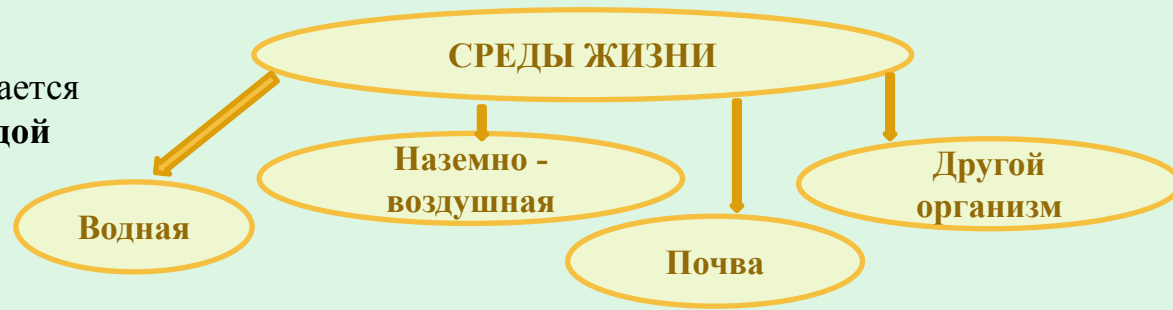 СРЕДЫ ЖИЗНИ
ается
дой
Водная
Наземно -
воздушная
Почва
Другой
организм